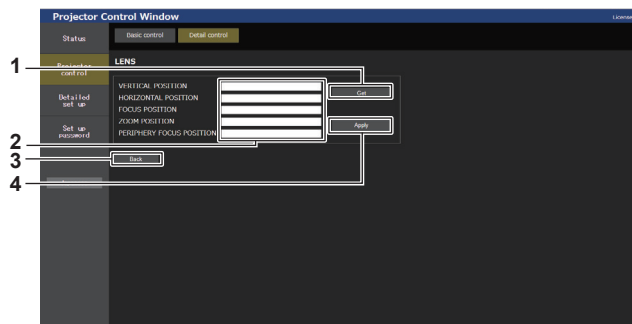 Projector Control Window
License
Status
Basic control
Detail control
Projector
control
LENS
1
VERTICAL POSITION
Get
HORIZONTAL POSITION
Detailed
set up
FOCUS POSITION
ZOOM POSITION
Apply
Set up
password
PERIPHERY FOCUS POSITION
2
3
Back
4